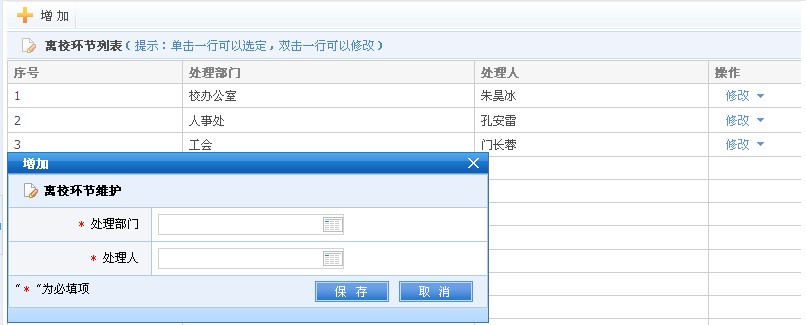 增 加
离校环节列表（提示：单击一行可以选定，双击一行可以修改）
序号 处理部门 处理人 操作
1 校办公室 朱昊冰 修改
2 人事处 孔安雷 修改
3 工会 门长蓉 修改
增加
离校环节维护
* 处理部门
* 处理人
“*”为必填项 保 存 取 消